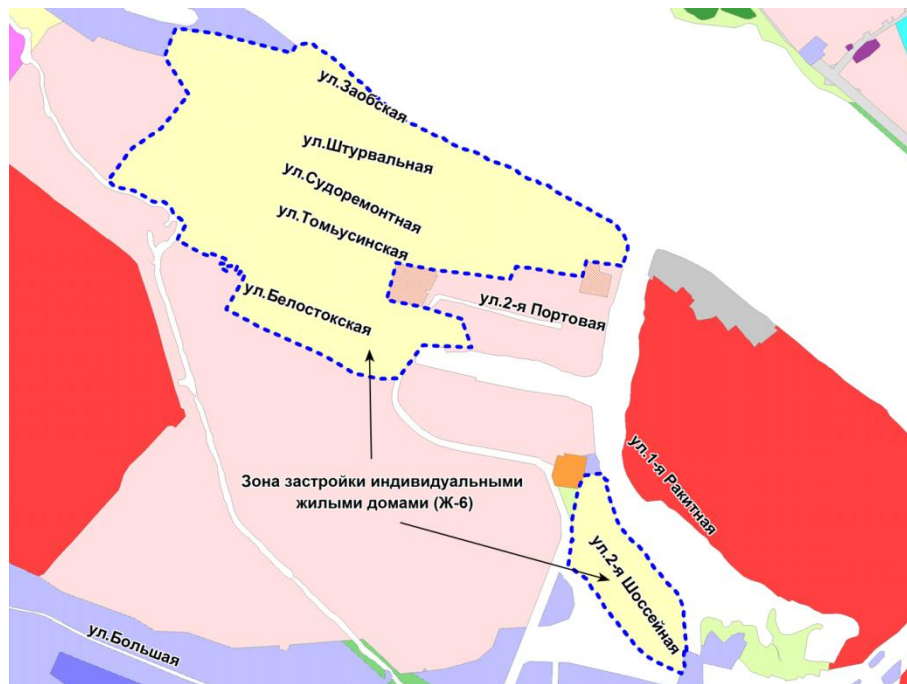 ул.Заобская
ул.Штурвальная
ул.Судоремонтная
ул.Томьусинская
ул.Белостокская
ул.2-я Портовая
ул.1-я Ракитная
Зона застройки индивидуальными
жилыми домами (Ж-6)
ул.2-я Шоссейная
ул.Большая